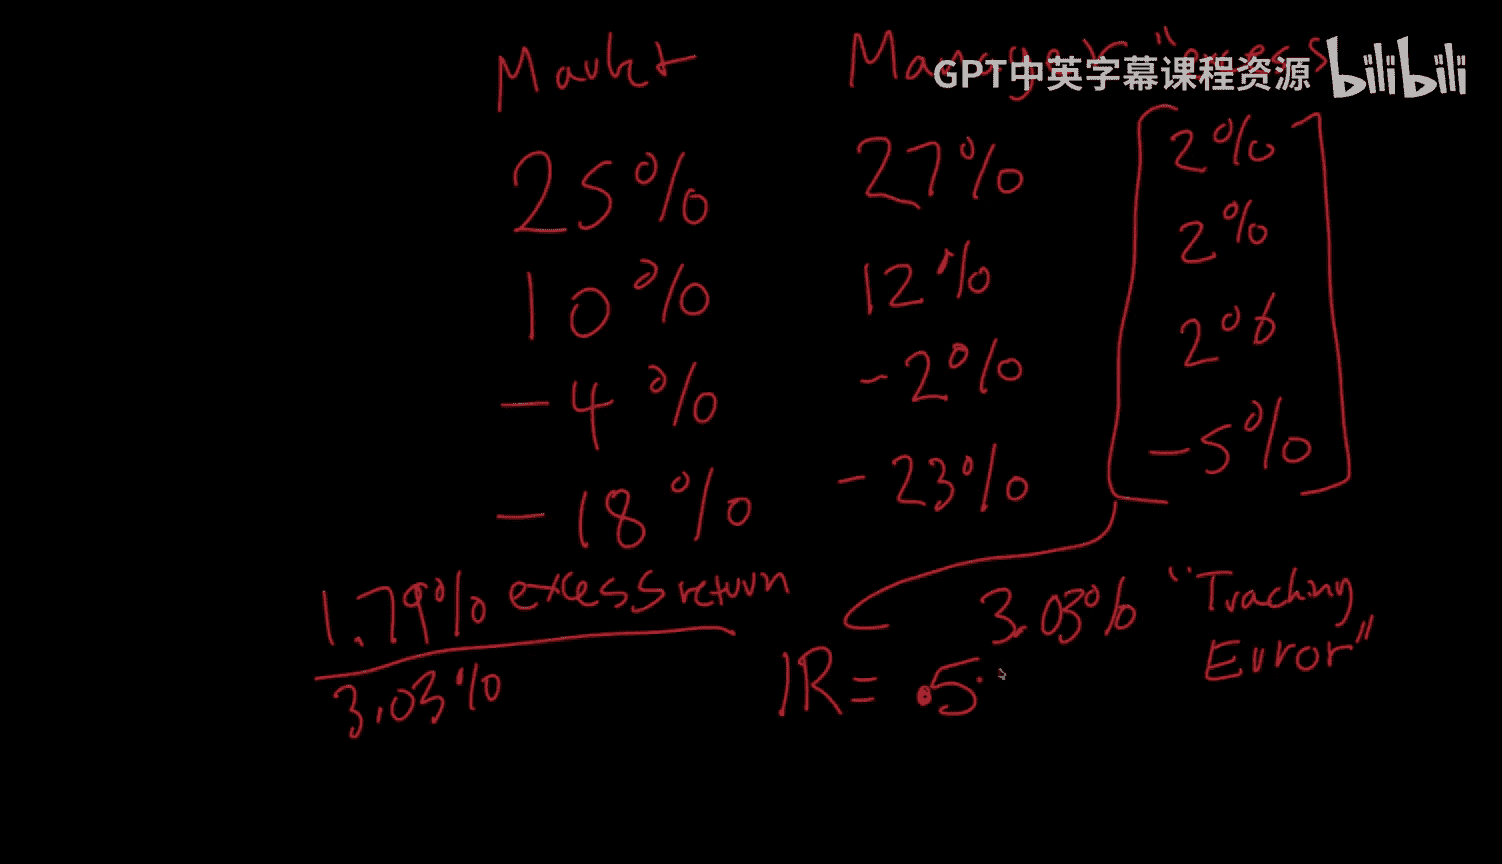 Market Manager "excess
GPT中英字幕课程资源 bilibili
25% 27% 2%
10% 12% 2%
-4% -2% 2%
-18% -23% -5%
1.79% excess return
3.03% "Tracking Error"
3.03%
IR = .5